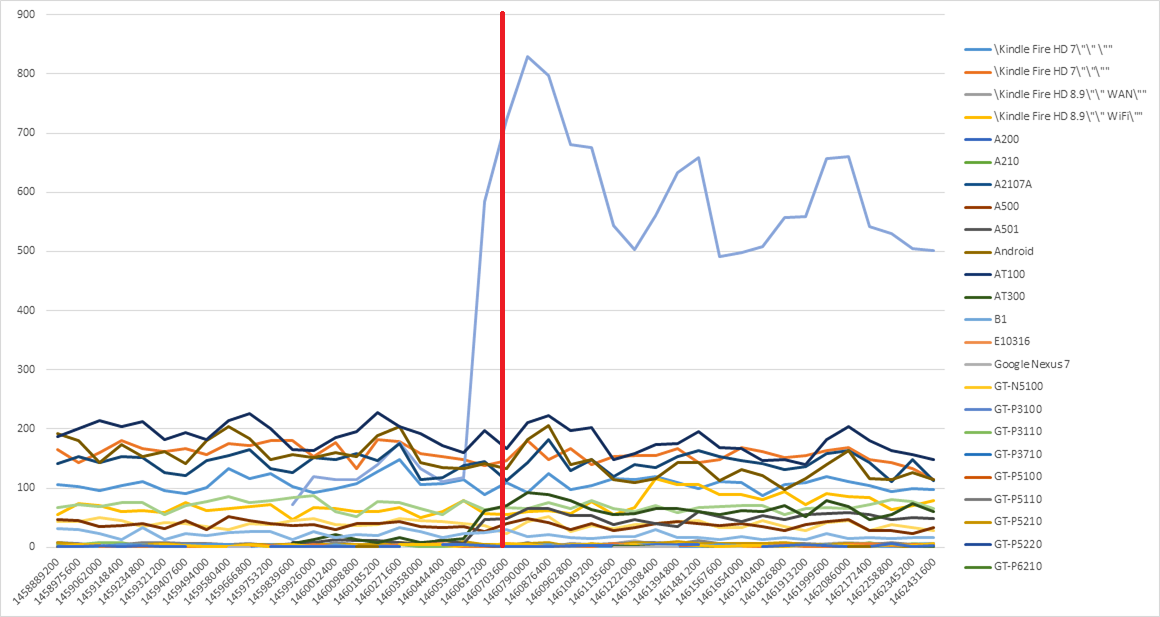 900
800
700
600
500
400
300
200
100
0
1458889200
1458975600
1459062000
1459148400
1459234800
1459321200
1459407600
1459494000
1459580400
1459666800
1459753200
1459839600
1459926000
1460012400
1460098800
1460185200
1460271600
1460358000
1460444400
1460530800
1460617200
1460703600
1460790000
1460876400
1460962800
1461049200
1461135600
1461222000
1461308400
1461394800
1461481200
1461567600
1461654000
1461740400
1461826800
1461913200
1461999600
1462086000
1462172400
1462258800
1462345200
1462431600
\Kindle Fire HD 7\"\" \""
\Kindle Fire HD 7\"\"\""
\Kindle Fire HD 8.9\"\" WAN\""
\Kindle Fire HD 8.9\"\" WiFi\""
A200
A210
A2107A
A500
A501
Android
AT100
AT300
B1
E10316
Google Nexus 7
GT-N5100
GT-P3100
GT-P3110
GT-P3710
GT-P5100
GT-P5110
GT-P5210
GT-P5220
GT-P6210